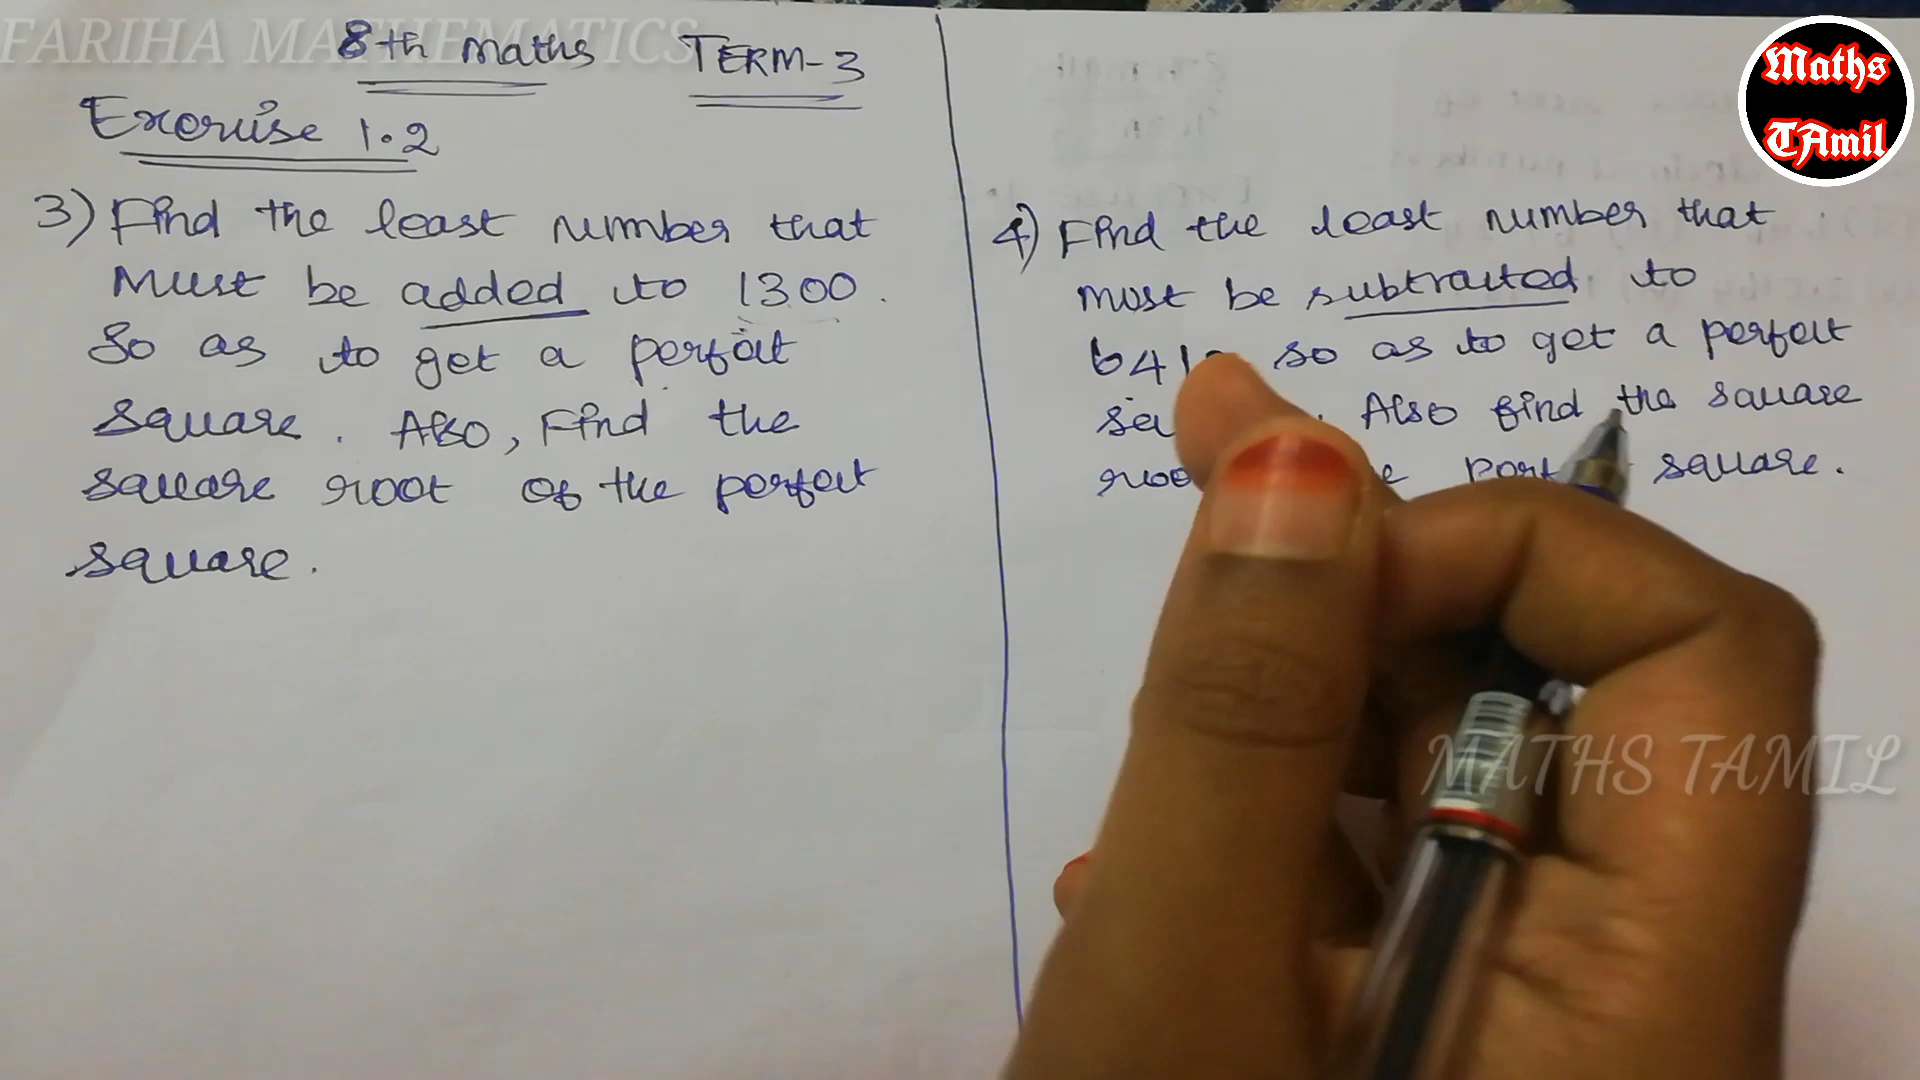 FARIHA MATHEMATICS
8th maths TERM-3
Exercise 1.2
3) Find the least number that
Must be added to 1300.
So as to get a perfect
square. Also, Find the
square root of the perfect
square.
4) Find the least number that
must be subtracted to
so as to get a perfect
Also find the square
square.
Maths
TAmil
MATHS TAMIL